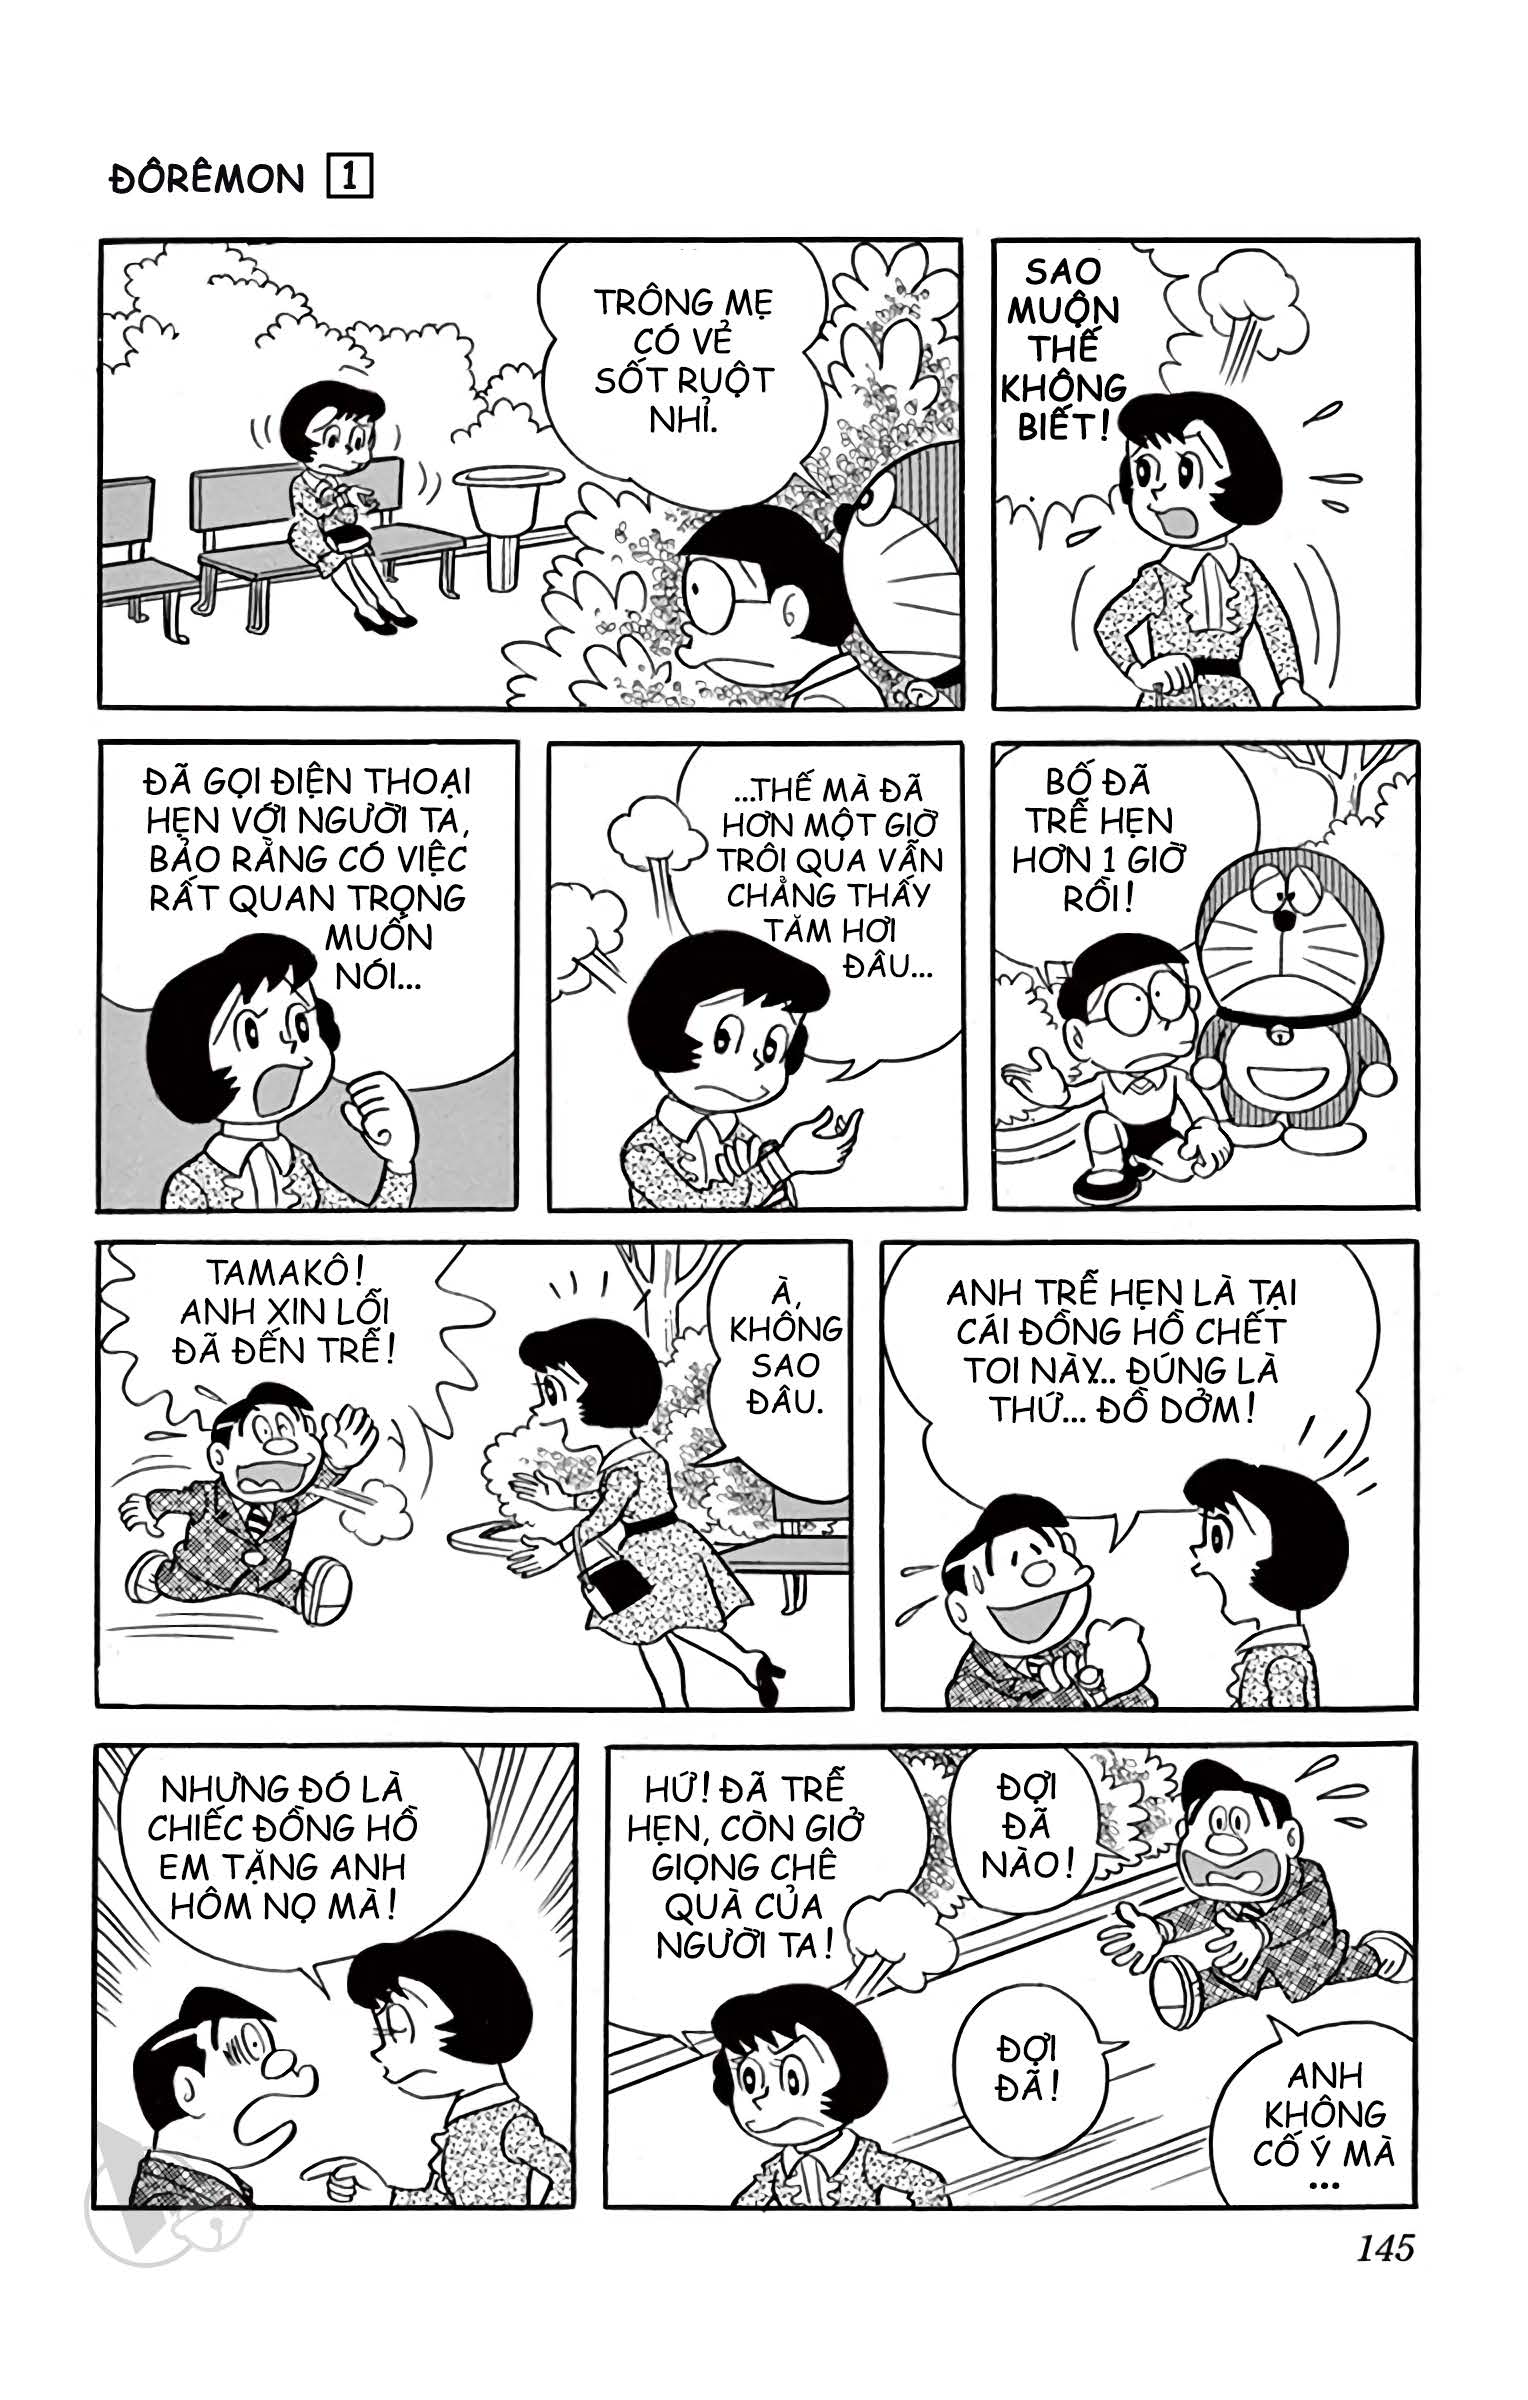 ĐÔRÊMON 1
TRÔNG MẸ
CÓ VẺ
SỐT RUỘT
NHỈ.
SAO
MUỘN
THẾ
KHÔNG
BIẾT!
ĐÃ GỌI ĐIỆN THOẠI
HẸN VỚI NGƯỜI TA,
BẢO RẰNG CÓ VIỆC
RẤT QUAN TRỌNG
MUỐN
NÓI...
...THẾ MÀ ĐÃ
HƠN MỘT GIỜ
TRÔI QUA VẪN
CHẲNG THẤY
TĂM HƠI
ĐÂU...
BỐ ĐÃ
TRỄ HẸN
HƠN 1 GIỜ
RỒI!
TAMAKÔ!
ANH XIN LỖI
ĐÃ ĐẾN TRỄ!
À,
KHÔNG
SAO
ĐÂU.
ANH TRỄ HẸN LÀ TẠI
CÁI ĐỒNG HỒ CHẾT
TOI NÀY... ĐÚNG LÀ
THỨ... ĐỒ DỞM!
NHƯNG ĐÓ LÀ
CHIẾC ĐỒNG HỒ
EM TẶNG ANH
HÔM NỌ MÀ!
HỨ! ĐÃ TRỄ
HẸN, CÒN GIỞ
GIỌNG CHÊ
QUÀ CỦA
NGƯỜI TA!
ĐỢI
ĐÃ
NÀO!
ĐỢI
ĐÃ!
ANH
KHÔNG
CỐ Ý MÀ
...
145